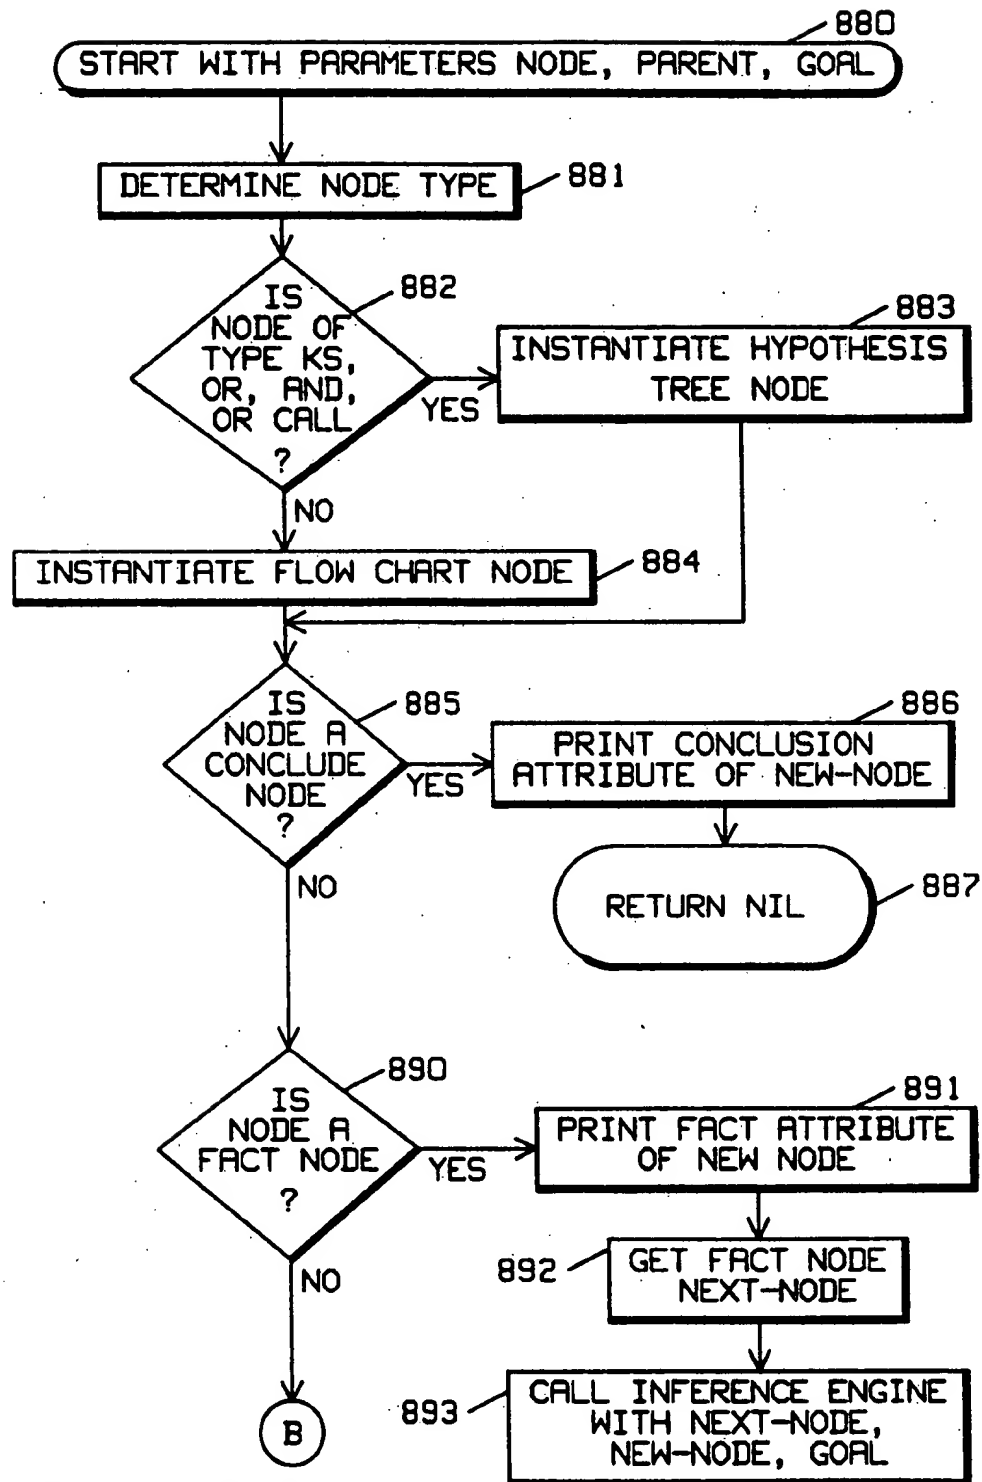 880
START WITH PARAMETERS NODE, PARENT, GOAL
DETERMINE NODE TYPE
881
IS
NODE OF
TYPE KS,
OR, AND,
OR CALL
?
882
YES
NO
883
INSTANTIATE HYPOTHESIS
TREE NODE
INSTANTIATE FLOW CHART NODE
884
IS
NODE A
CONCLUDE
NODE
?
885
YES
NO
886
PRINT CONCLUSION
ATTRIBUTE OF NEW-NODE
RETURN NIL
887
IS
NODE A
FACT NODE
?
890
YES
NO
891
PRINT FACT ATTRIBUTE
OF NEW NODE
892
GET FACT NODE
NEXT-NODE
893
CALL INFERENCE ENGINE
WITH NEXT-NODE,
NEW-NODE, GOAL
B